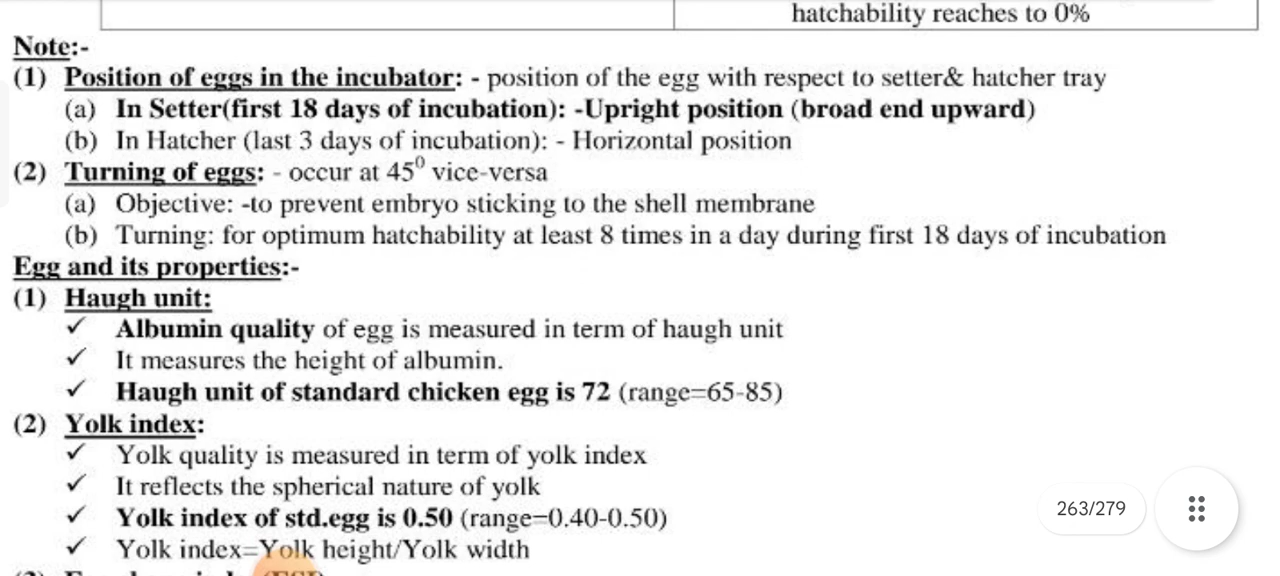 hatchability reaches to 0%
Note:-
(1) Position of eggs in the incubator: - position of the egg with respect to setter& hatcher tray
(a) In Setter(first 18 days of incubation): -Upright position (broad end upward)
(b) In Hatcher (last 3 days of incubation): - Horizontal position
(2) Turning of eggs: - occur at 45⁰ vice-versa
(a) Objective: -to prevent embryo sticking to the shell membrane
(b) Turning: for optimum hatchability at least 8 times in a day during first 18 days of incubation
Egg and its properties:-
(1) Haugh unit:
✓ Albumin quality of egg is measured in term of haugh unit
✓ It measures the height of albumin.
✓ Haugh unit of standard chicken egg is 72 (range=65-85)
(2) Yolk index:
✓ Yolk quality is measured in term of yolk index
✓ It reflects the spherical nature of yolk
✓ Yolk index of std.egg is 0.50 (range=0.40-0.50)
263/279
✓ Yolk index=Yolk height/Yolk width